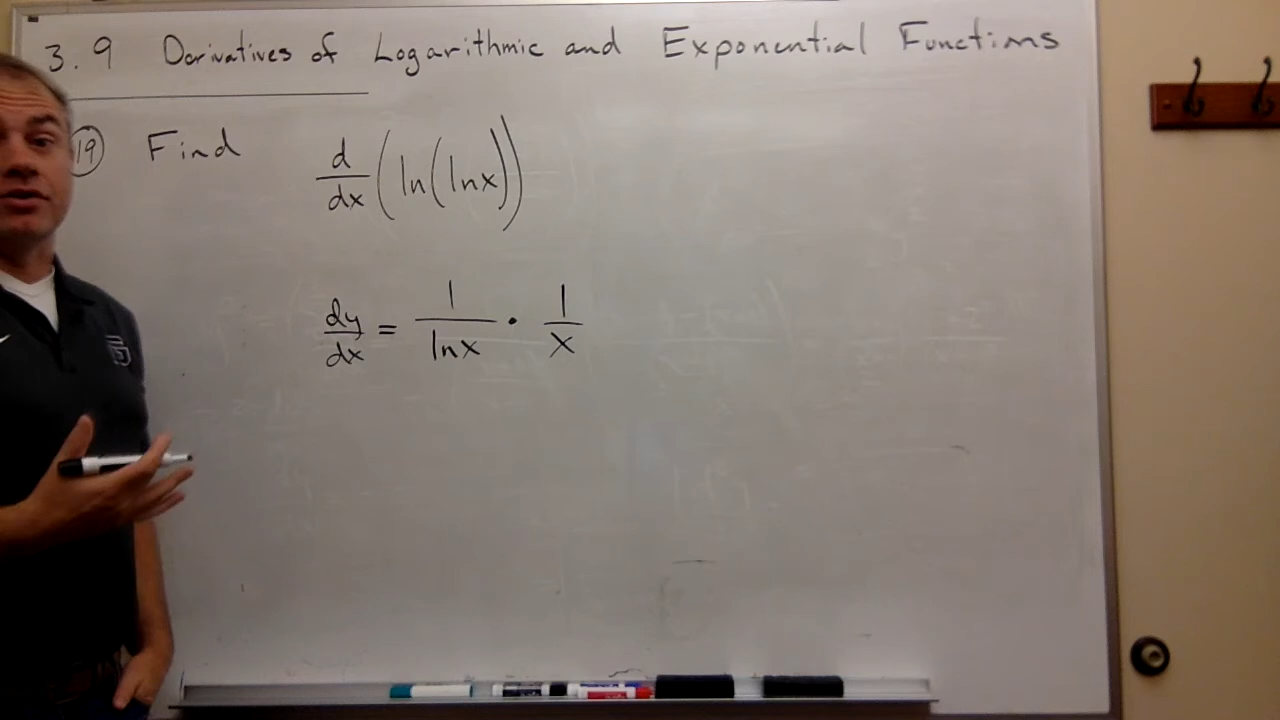 3.9 Derivatives of Logarithmic and Exponential Functions
19 Find d/dx (ln(lnx))
dy/dx = 1/lnx · 1/x